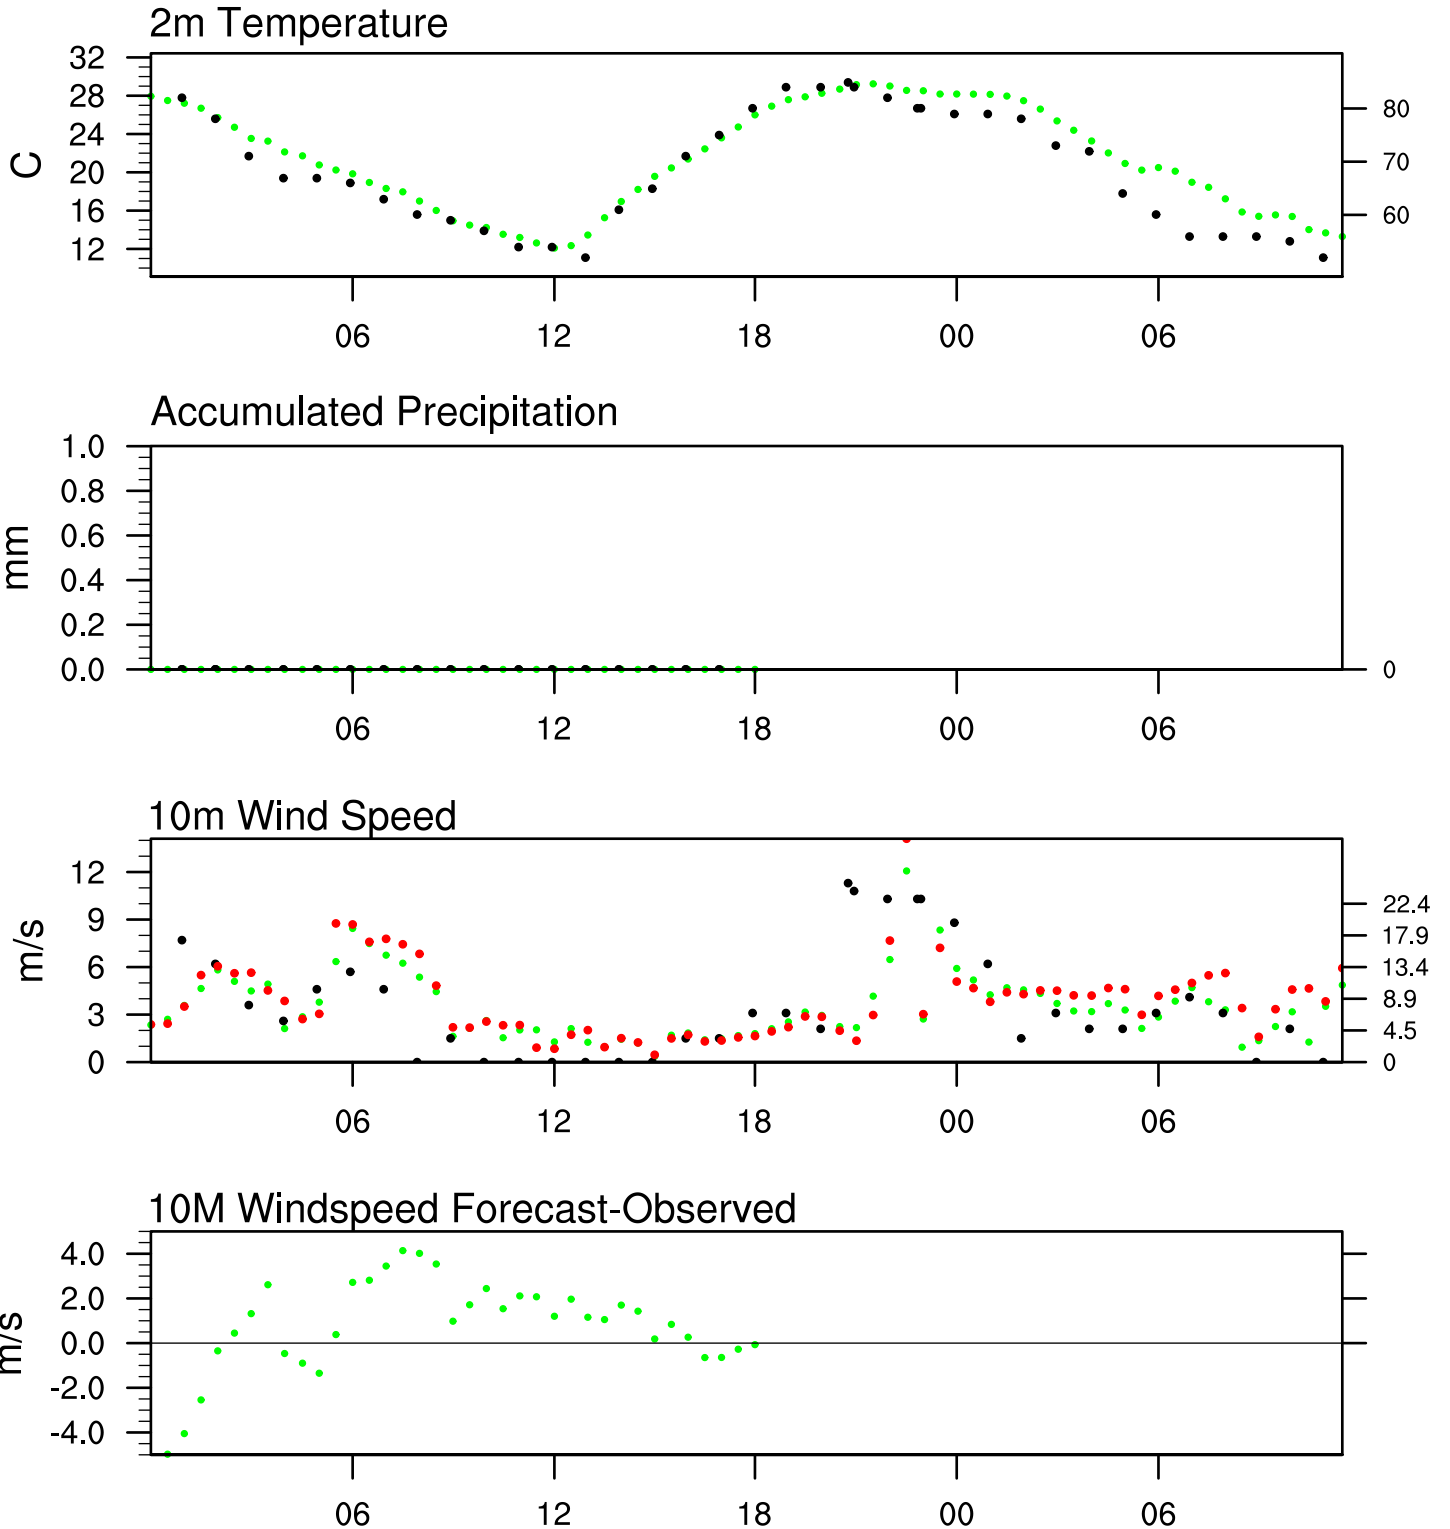 2m Temperature
32
28
24
20
16
12
C
80
70
60
06 12 18 00 06
Accumulated Precipitation
1.0
0.8
0.6
0.4
0.2
0.0
mm
0
06 12 18 00 06
10m Wind Speed
12
9
6
3
0
m/s
22.4
17.9
13.4
8.9
4.5
0
06 12 18 00 06
10M Windspeed Forecast-Observed
4.0
2.0
0.0
-2.0
-4.0
m/s
06 12 18 00 06